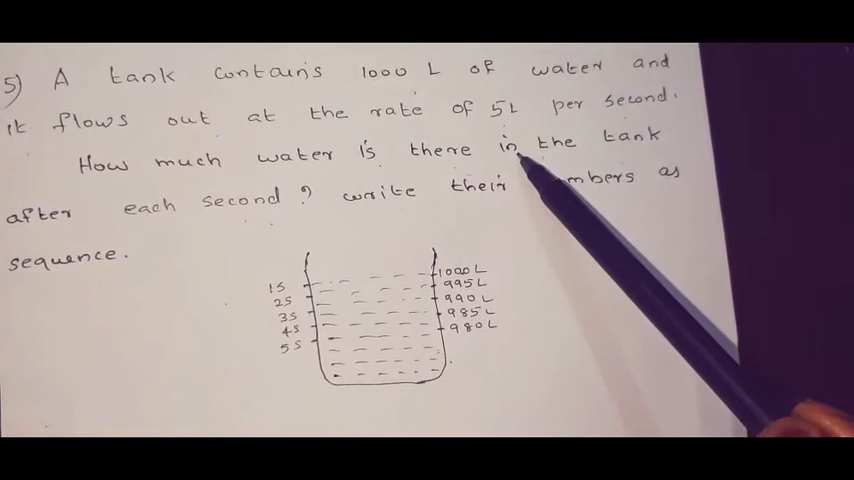 5) A tank contains 1000 L of water and
it flows out at the rate of 5L per second.
How much water is there in the tank
after each second? write their mbers as
sequence.
1S
2S
3S
4S
5S
1000L
995L
990L
985L
980L